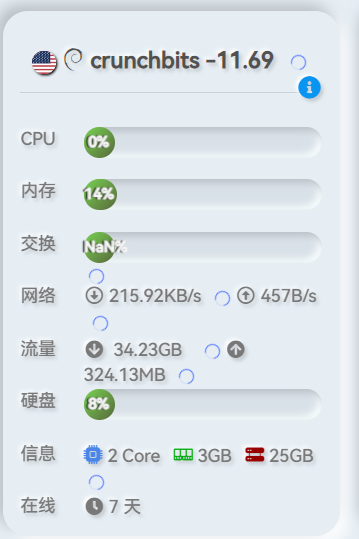 crunchbits -11.69
CPU 0%
内存 14%
交换 NaN%
网络 215.92KB/s 457B/s
流量 34.23GB
324.13MB
硬盘 8%
信息 2 Core 3GB 25GB
在线 7 天